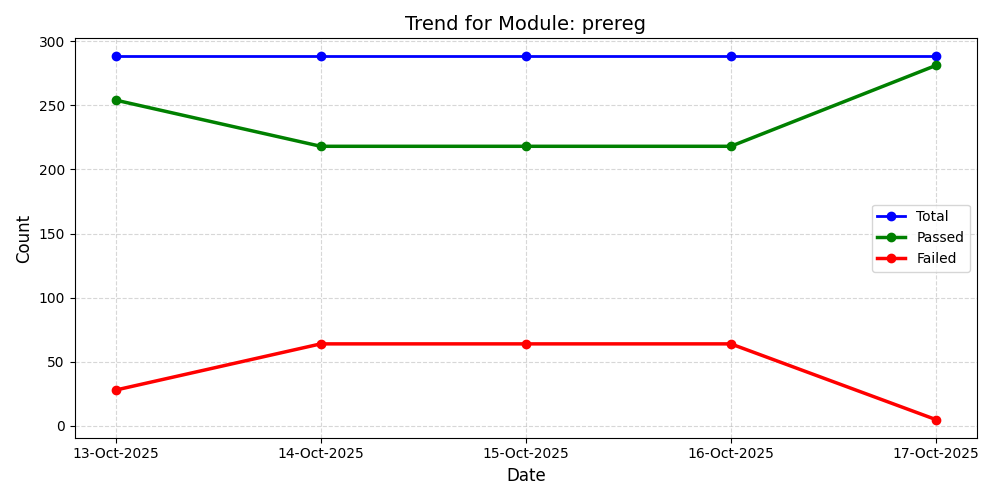 Trend for Module: prereg
300
250
200
150
100
50
0
Count
Total
Passed
Failed
13-Oct-2025 14-Oct-2025 15-Oct-2025 16-Oct-2025 17-Oct-2025
Date